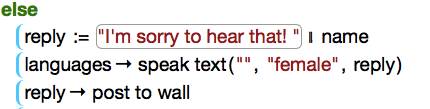 else
reply := "I'm sorry to hear that! " ‖ name
languages → speak text("", "female", reply)
reply → post to wall